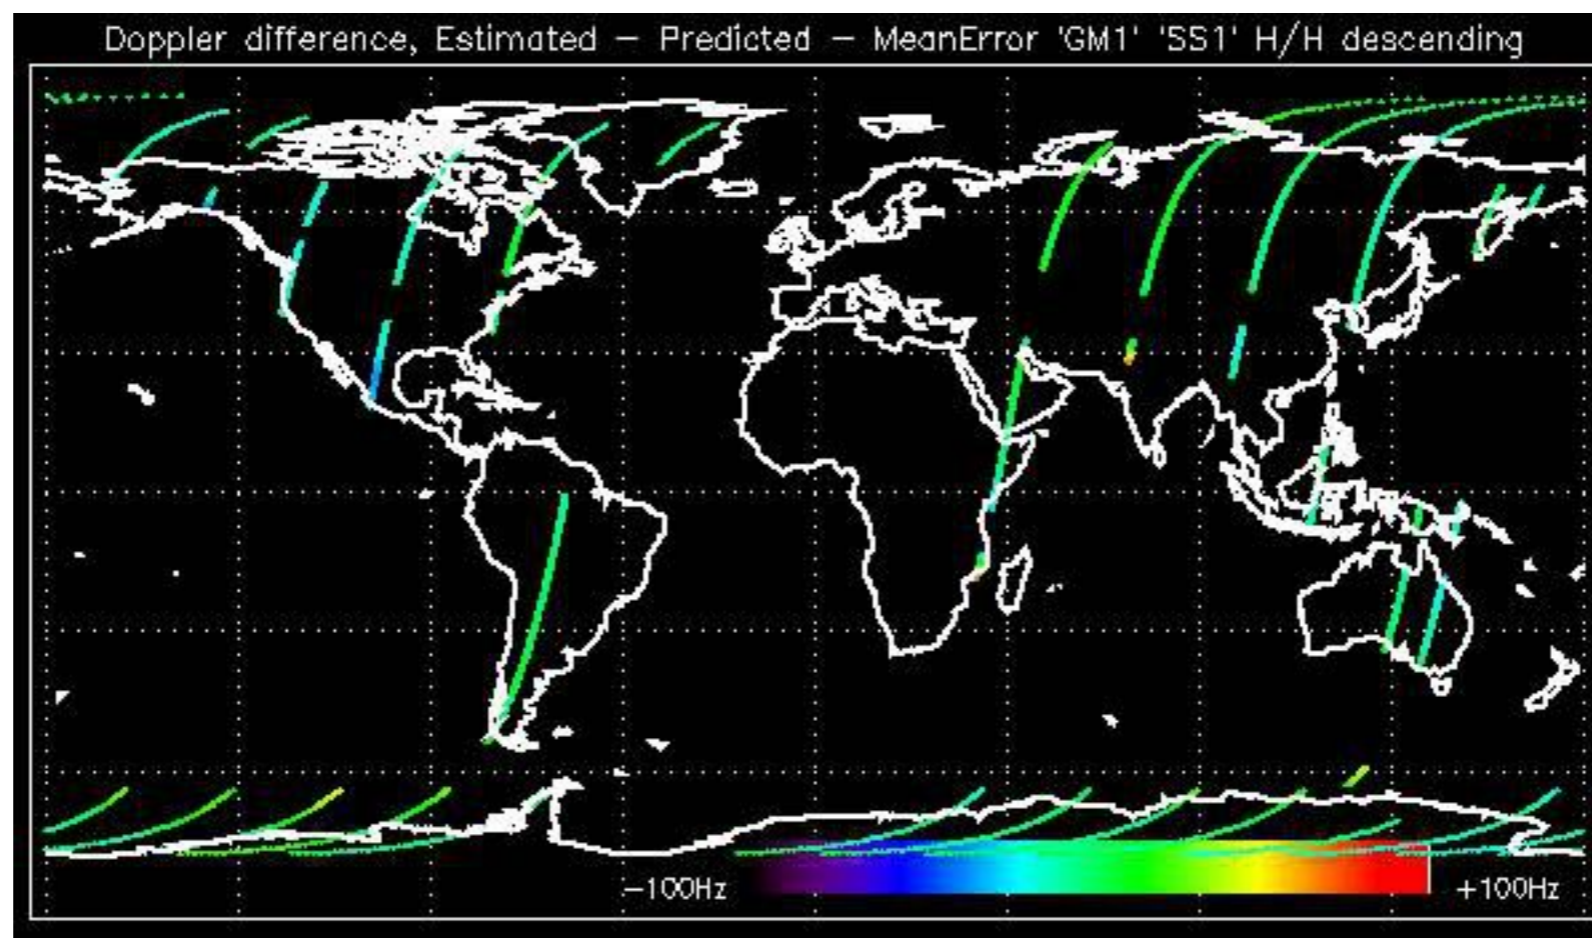 Doppler difference, Estimated – Predicted – MeanError 'GM1' 'SS1' H/H descending
–100Hz
+100Hz